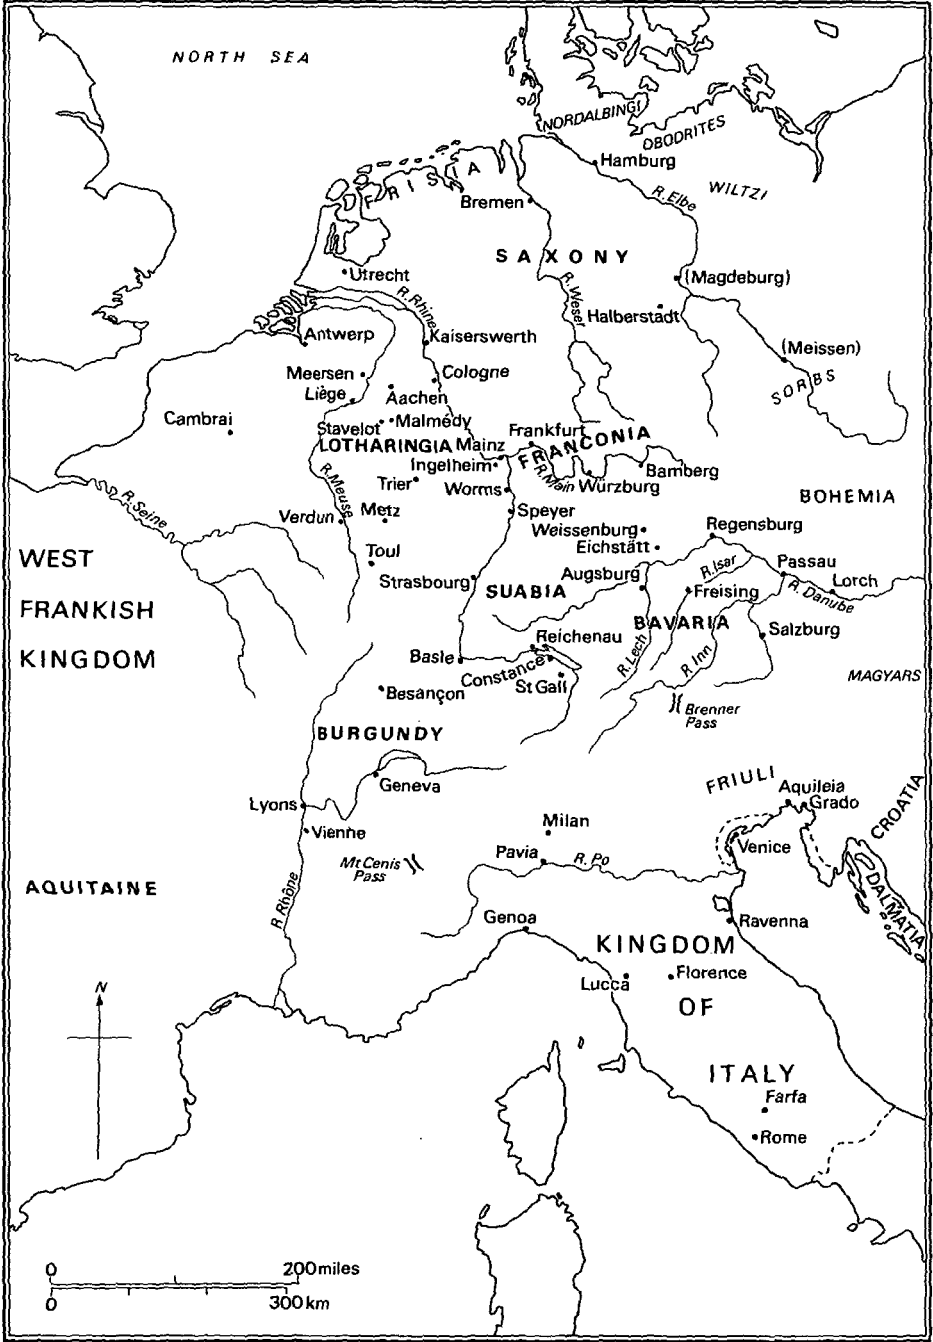 NORTH SEA
NORDALBINGI
OBODRITES
Hamburg
FRISIA
R. Elbe
WILTZI
Bremen
SAXONY
Utrecht
(Magdeburg)
R. Rhine
R. Weser
Halberstadt
Antwerp
Kaiserswerth
(Meissen)
Meersen
Cologne
SORBS
Liège
Aachen
Cambrai
Stavelot
Malmédy
Frankfurt
LOTHARINGIA
Mainz
FRANCONIA
Ingelheim
R. Main
Bamberg
Trier
Worms
Würzburg
R. Meuse
R. Seine
BOHEMIA
Verdun
Metz
Speyer
Weissenburg
Regensburg
Eichstätt
WEST
FRANKISH
KINGDOM
Toul
Strasbourg
SUABIA
Augsburg
R. Isar
Passau
Freising
R. Danube
Lorch
BAVARIA
Salzburg
Reichenau
Basle
Constance
R. Lech
R. Inn
St Gall
MAGYARS
Besançon
Brenner
Pass
BURGUNDY
Geneva
FRIULI
Aquileia
Grado
CROATIA
Lyons
Vienne
Milan
Venice
Mt Cenis
Pass
Pavia
R. Po
AQUITAINE
DALMATIA
R Rhône
Genoa
Ravenna
KINGDOM
OF
ITALY
Lucca
Florence
N
Farfa
Rome
0 200 miles
0 300 km